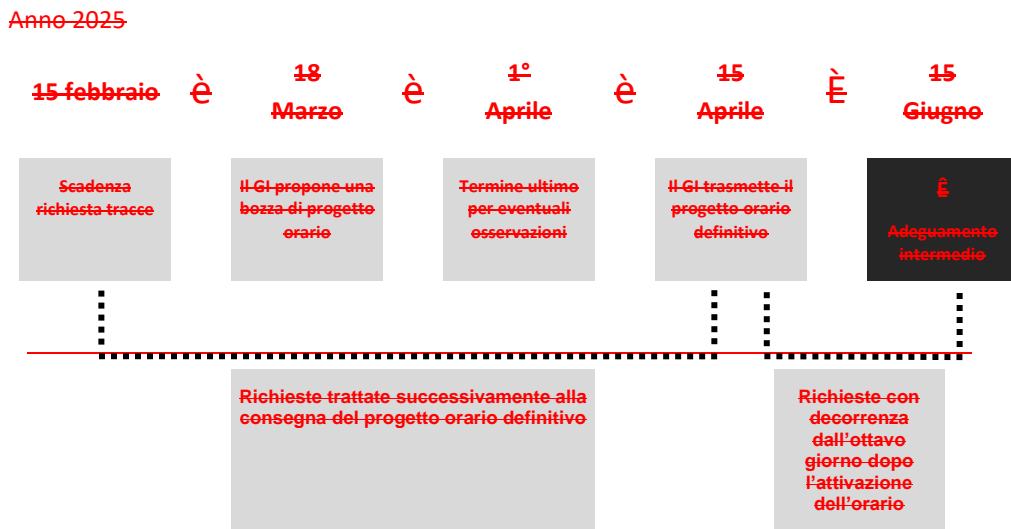 Anno 2025
15 febbraio è 18 Marzo è 1° Aprile è 15 Aprile È 15 Giugno
Scadenza
richiesta tracce
Il GI propone una
bozza di progetto
orario
Termine ultimo
per eventuali
osservazioni
Il GI trasmette il
progetto orario
definitivo
Ê
Adeguamento
intermedio
Richieste trattate successivamente alla
consegna del progetto orario definitivo
Richieste con
decorrenza
dall'ottavo
giorno dopo
l'attivazione
dell'orario